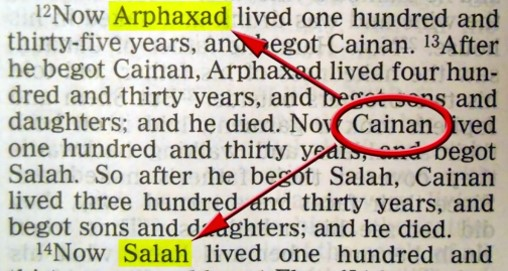 ¹²Now Arphaxad lived one hundred and
thirty-five years, and begot Cainan. ¹³After
he begot Cainan, Arphaxad lived four hun-
dred and thirty years, and begot sons and
daughters; and he died. Now Cainan lived
one hundred and thirty years, and begot
Salah. So after he begot Salah, Cainan
lived three hundred and thirty years, and
begot sons and daughters; and he died.
¹⁴Now Salah lived one hundred and